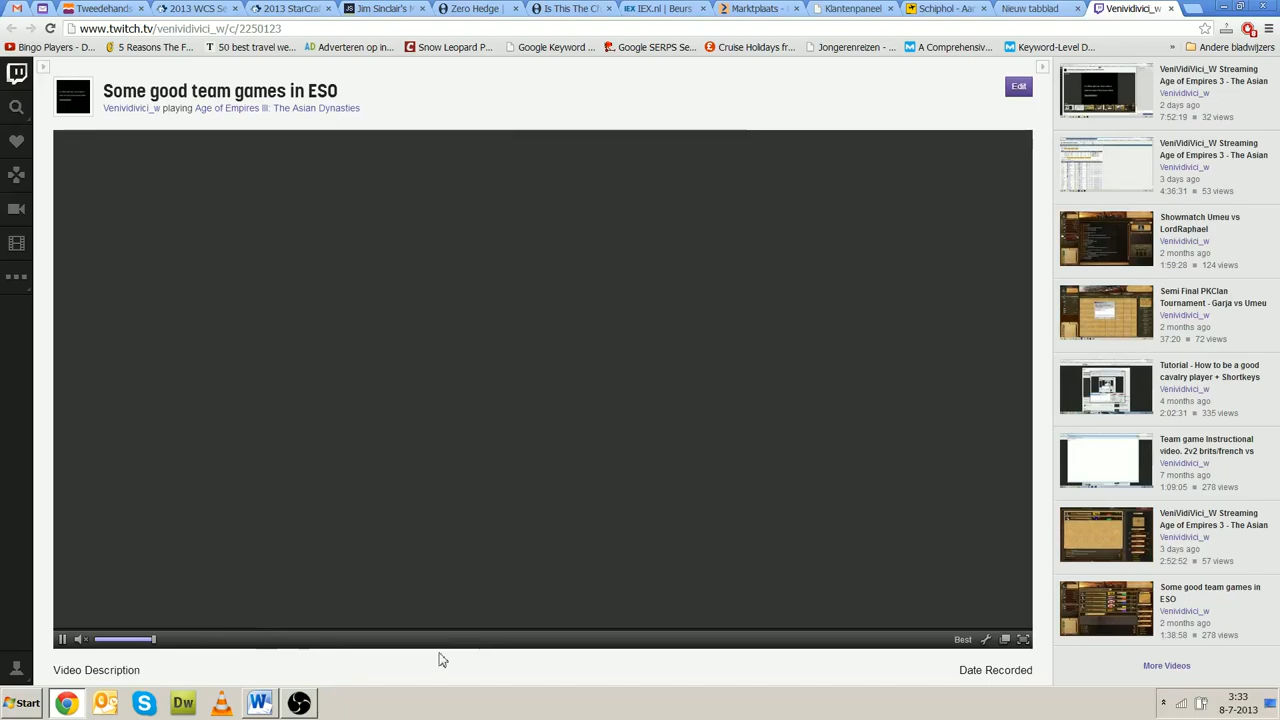 Tweedehands
2013 WCS Se
2013 StarCraf
Jim Sinclair's M
Zero Hedge |
Is This The Ch
IEX.nl | Beurs
Marktplaats -
Klantenpaneel
Schiphol - Aan
Nieuw tabblad
Venividivici_w
www.twitch.tv/venividivici_w/c/2250123
Bingo Players - D...
5 Reasons The F...
50 best travel we...
Adverteren op in...
Snow Leopard P...
Google Keyword ...
Google SERPS Se...
Cruise Holidays fr...
Jongerenreizen ...
A Comprehensiv...
Keyword-Level D...
»
Andere bladwijzers
Some good team games in ESO
Venividivici_w playing Age of Empires III: The Asian Dynasties
Edit
Best
Video Description
Date Recorded
VeniVidiVici_W Streaming
Age of Empires 3 - The Asian
Venividivici_w
2 days ago
7:52:19 32 views
VeniVidiVici_W Streaming
Age of Empires 3 - The Asian
Venividivici_w
3 days ago
4:36:31 53 views
Showmatch Umeu vs
LordRaphael
Venividivici_w
2 months ago
1:59:28 124 views
Semi Final PKClan
Tournament - Garja vs Umeu
Venividivici_w
2 months ago
37:20 72 views
Tutorial - How to be a good
cavalry player + Shortkeys
Venividivici_w
4 months ago
2:02:31 335 views
Team game Instructional
video. 2v2 brits/french vs
Venividivici_w
7 months ago
1:09:05 278 views
VeniVidiVici_W Streaming
Age of Empires 3 - The Asian
Venividivici_w
3 days ago
2:52:52 57 views
Some good team games in
ESO
Venividivici_w
2 months ago
1:38:58 278 views
More Videos
Start
Dw
3:33
8-7-2013